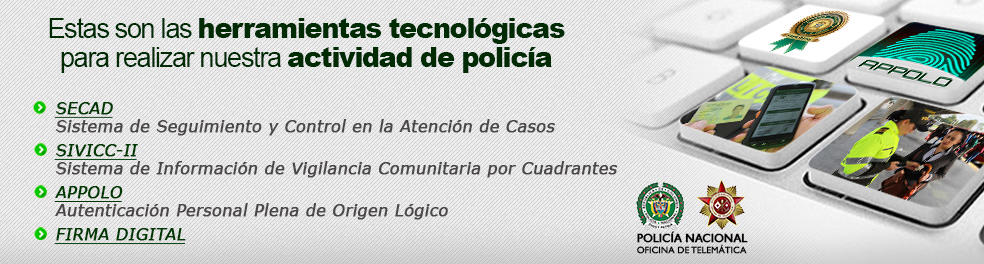 Estas son las herramientas tecnológicas
para realizar nuestra actividad de policía
SECAD
Sistema de Seguimiento y Control en la Atención de Casos
SIVICC-II
Sistema de Información de Vigilancia Comunitaria por Cuadrantes
APPOLO
Autenticación Personal Plena de Origen Lógico
FIRMA DIGITAL
APPOLO
POLICÍA NACIONAL
OFICINA DE TELEMÁTICA